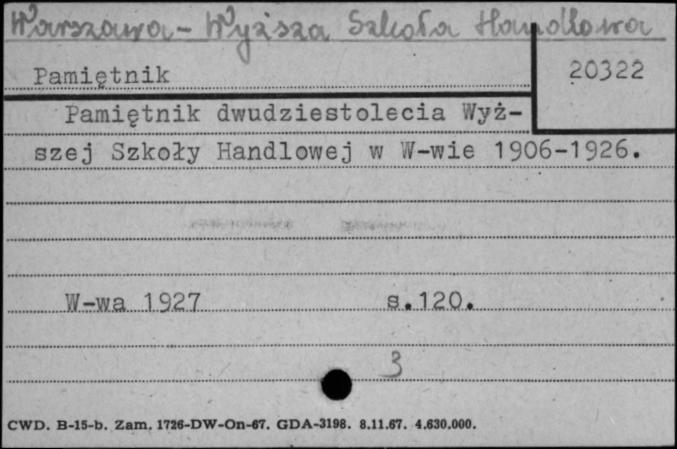 Warszawa - Wyższa Szkoła Handlowa
Pamiętnik
20322
Pamiętnik dwudziestolecia Wyż-
szej Szkoły Handlowej w W-wie 1906-1926.
W-wa 1927 s.120.
3
CWD. B-15-b. Zam. 1726-DW-On-67. GDA-3198. 8.11.67. 4.630.000.